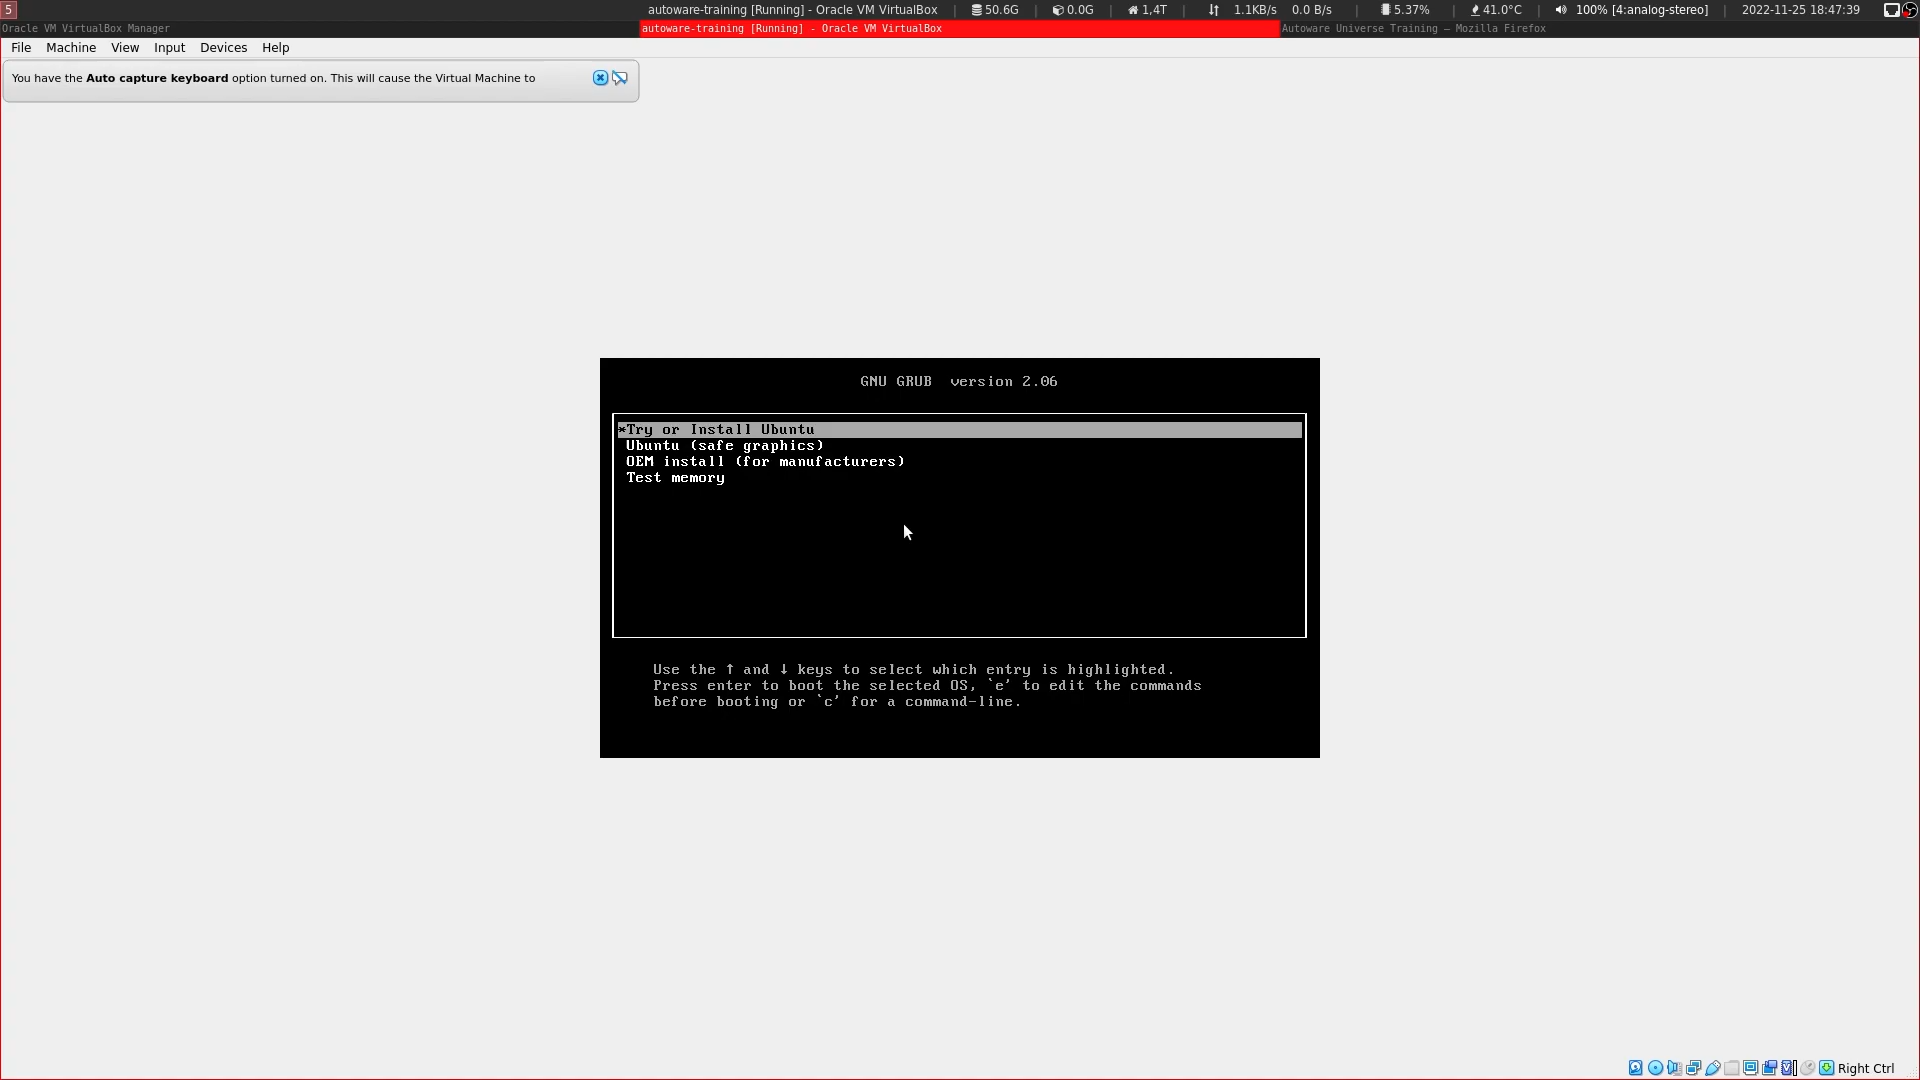 5
autoware-training [Running] - Oracle VM VirtualBox | 50.6G | 0.0G | 1,4T | 1.1KB/s 0.0 B/s | 5.37% | 41.0°C | 100% [4:analog-stereo] | 2022-11-25 18:47:39
Oracle VM VirtualBox Manager
autoware-training [Running] - Oracle VM VirtualBox
Autoware Universe Training — Mozilla Firefox
File Machine View Input Devices Help
You have the Auto capture keyboard option turned on. This will cause the Virtual Machine to
GNU GRUB version 2.06
*Try or Install Ubuntu
Ubuntu (safe graphics)
OEM install (for manufacturers)
Test memory
Use the ↑ and ↓ keys to select which entry is highlighted.
Press enter to boot the selected OS, `e' to edit the commands
before booting or `c' for a command-line.
Right Ctrl